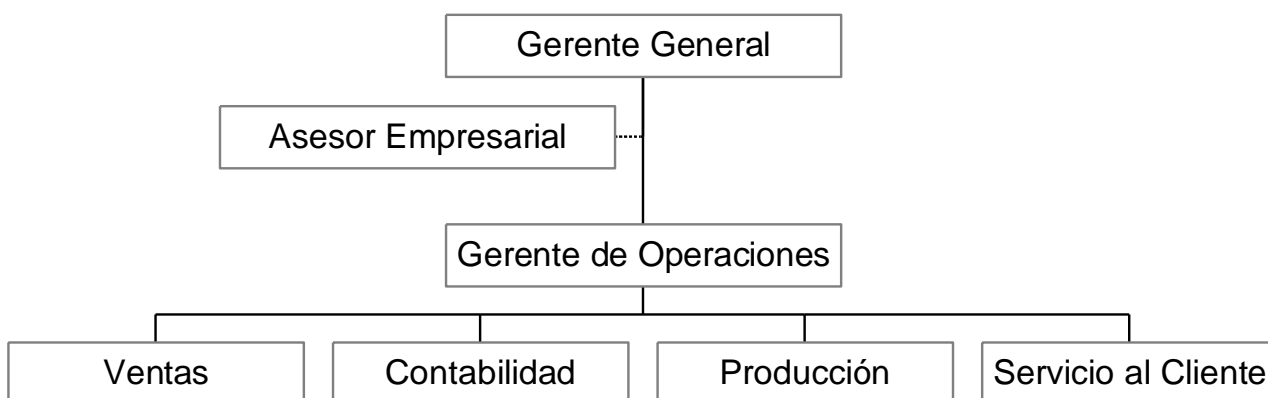 Gerente General
Asesor Empresarial
Gerente de Operaciones
Ventas
Contabilidad
Producción
Servicio al Cliente